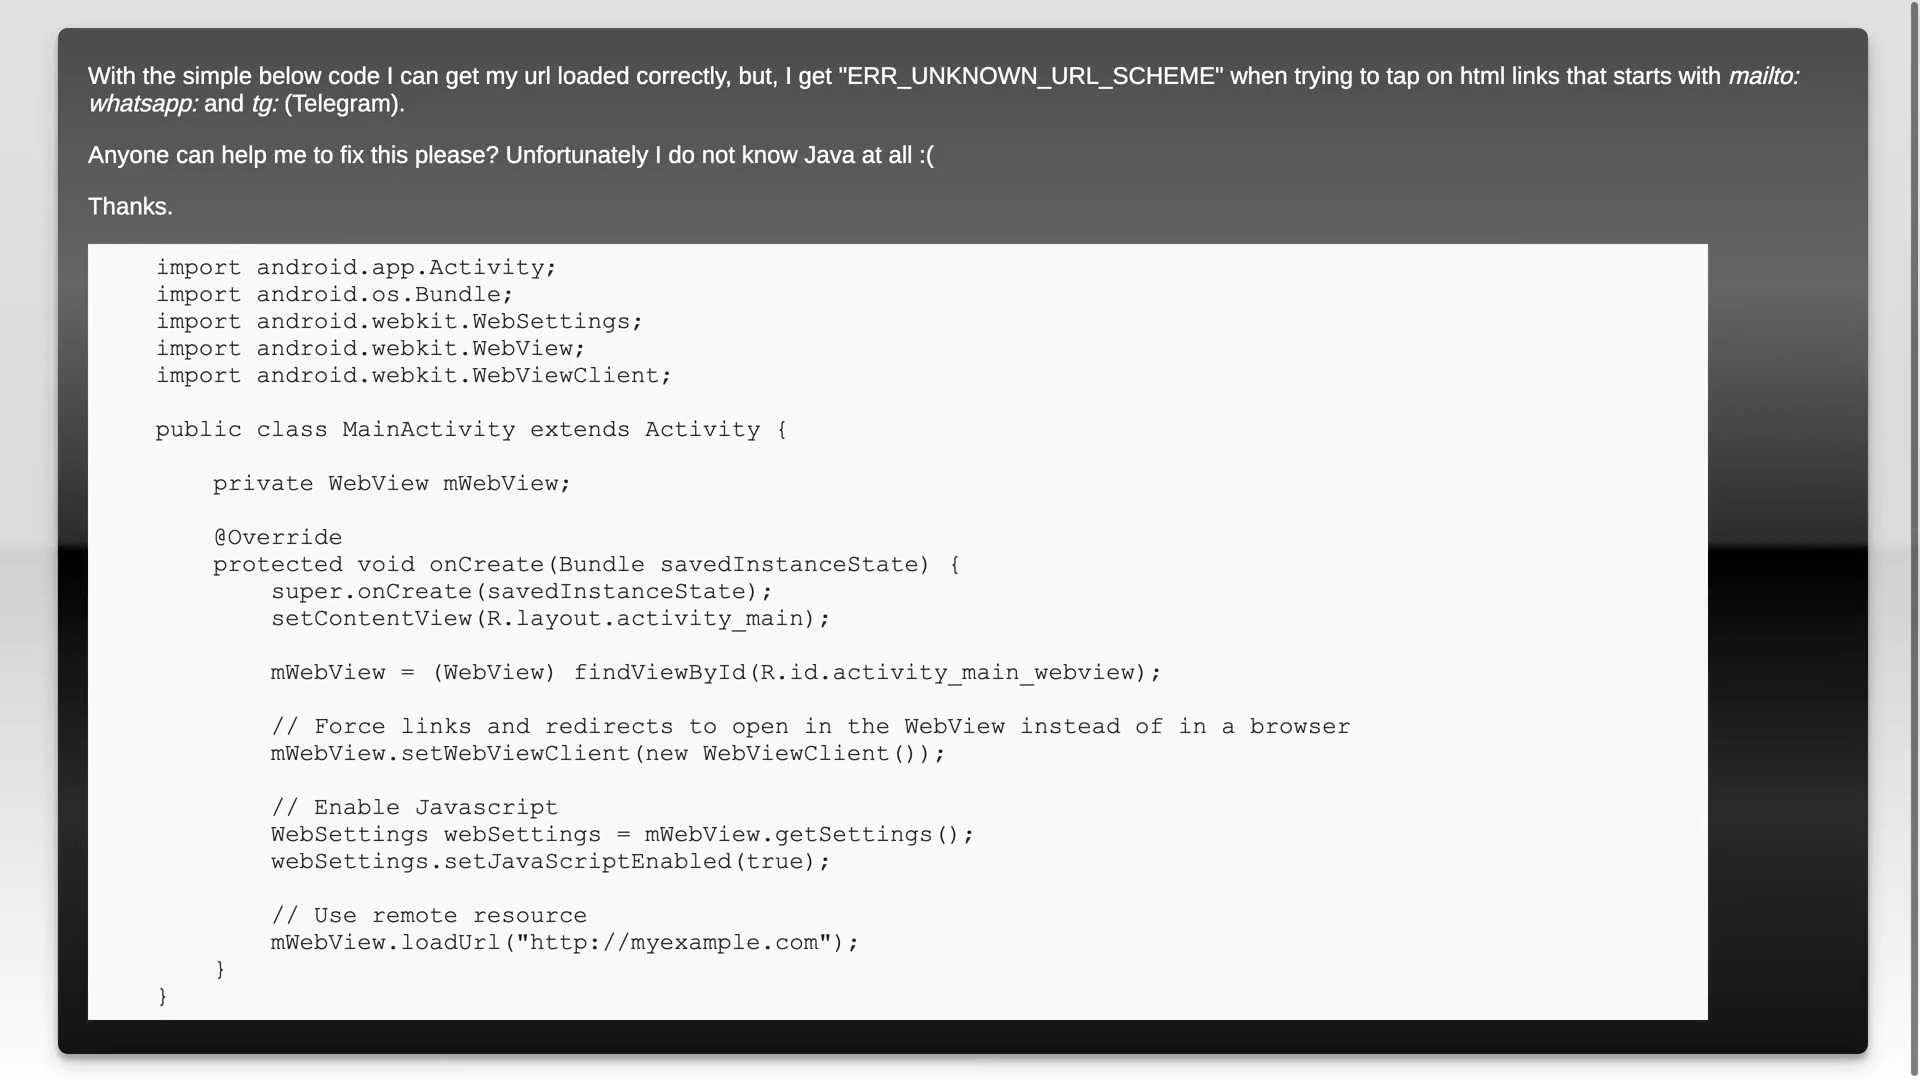 With the simple below code I can get my url loaded correctly, but, I get "ERR_UNKNOWN_URL_SCHEME" when trying to tap on html links that starts with mailto:
whatsapp: and tg: (Telegram).
Anyone can help me to fix this please? Unfortunately I do not know Java at all :(
Thanks.
import android.app.Activity;
import android.os.Bundle;
import android.webkit.WebSettings;
import android.webkit.WebView;
import android.webkit.WebViewClient;
public class MainActivity extends Activity {
private WebView mWebView;
@Override
protected void onCreate(Bundle savedInstanceState) {
super.onCreate(savedInstanceState);
setContentView(R.layout.activity_main);
mWebView = (WebView) findViewById(R.id.activity_main_webview);
// Force links and redirects to open in the WebView instead of in a browser
mWebView.setWebViewClient(new WebViewClient());
// Enable Javascript
WebSettings webSettings = mWebView.getSettings();
webSettings.setJavaScriptEnabled(true);
// Use remote resource
mWebView.loadUrl("http://myexample.com");
}
}